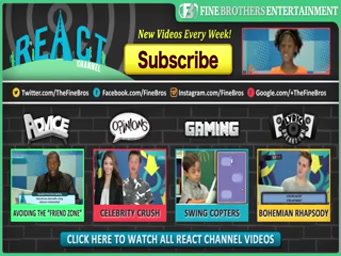 FINE BROTHERS ENTERTAINMENT
REACT
CHANNEL
New Videos Every Week!
Subscribe
Twitter.com/TheFineBros
Facebook.com/FineBros
Instagram.com/FineBros
Google.com/+TheFineBros
ADVICE
OPINIONS
GAMING
LYRIC
AVOIDING THE "FRIEND ZONE"
CELEBRITY CRUSH
SWING COPTERS
BOHEMIAN RHAPSODY
CLICK HERE TO WATCH ALL REACT CHANNEL VIDEOS